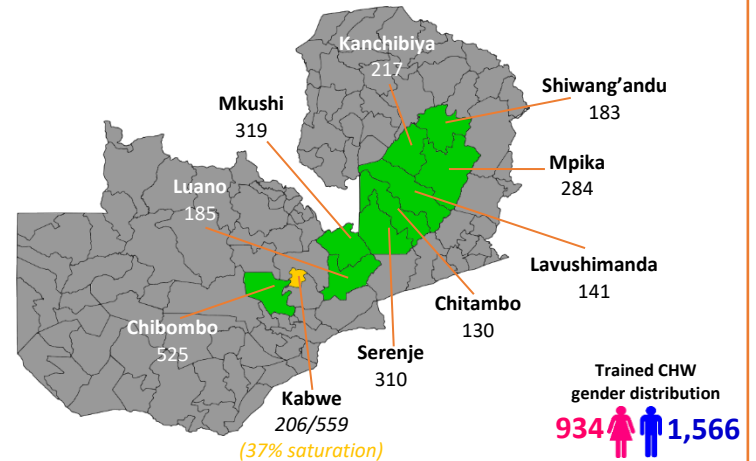 Kanchibiya
217
Shiwang’andu
183
Mkushi
319
Mpika
284
Luano
185
Lavushimanda
141
Chitambo
130
Chibombo
525
Serenje
310
Kabwe
206/559
(37% saturation)
Trained CHW
gender distribution
934 1,566